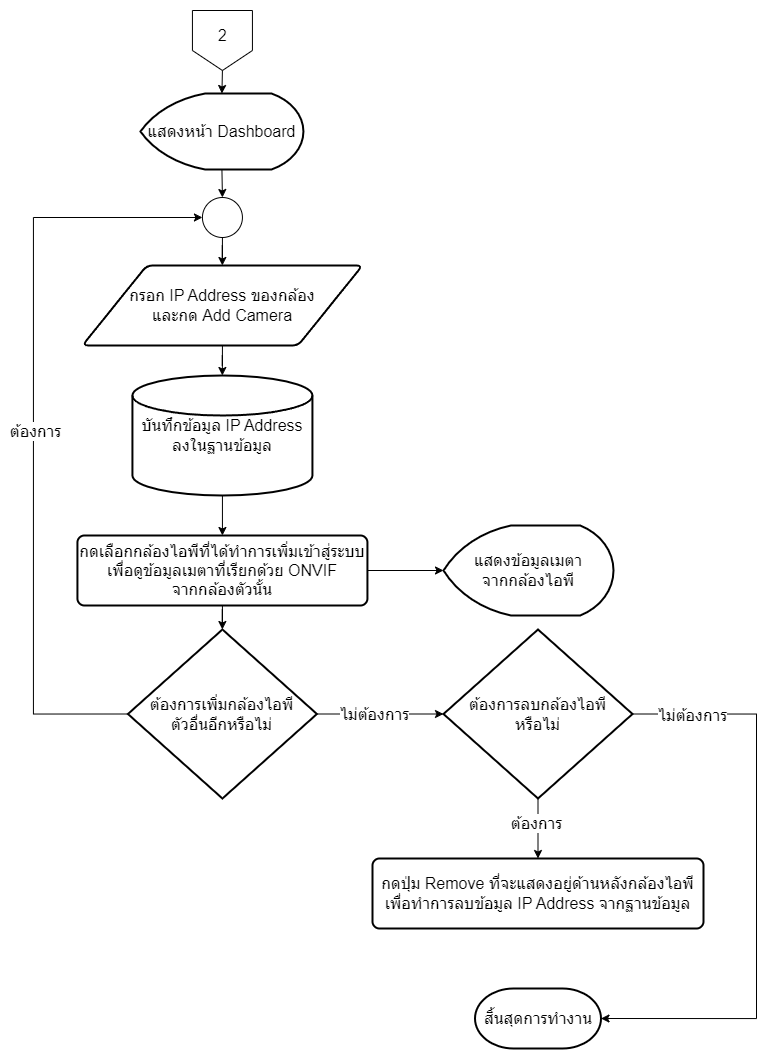 2
แสดงหน้า Dashboard
กรอก IP Address ของกล้อง
และกด Add Camera
บันทึกข้อมูล IP Address
ลงในฐานข้อมูล
ต้องการ
กดเลือกกล้องไอพีที่ได้ทำการเพิ่มเข้าสู่ระบบ
เพื่อดูข้อมูลเมตาที่เรียกด้วย ONVIF
จากกล้องตัวนั้น
แสดงข้อมูลเมตา
จากกล้องไอพี
ต้องการเพิ่มกล้องไอพี
ตัวอื่นอีกหรือไม่
ไม่ต้องการ
ต้องการลบกล้องไอพี
หรือไม่
ไม่ต้องการ
ต้องการ
กดปุ่ม Remove ที่จะแสดงอยู่ด้านหลังกล้องไอพี
เพื่อทำการลบข้อมูล IP Address จากฐานข้อมูล
สิ้นสุดการทำงาน